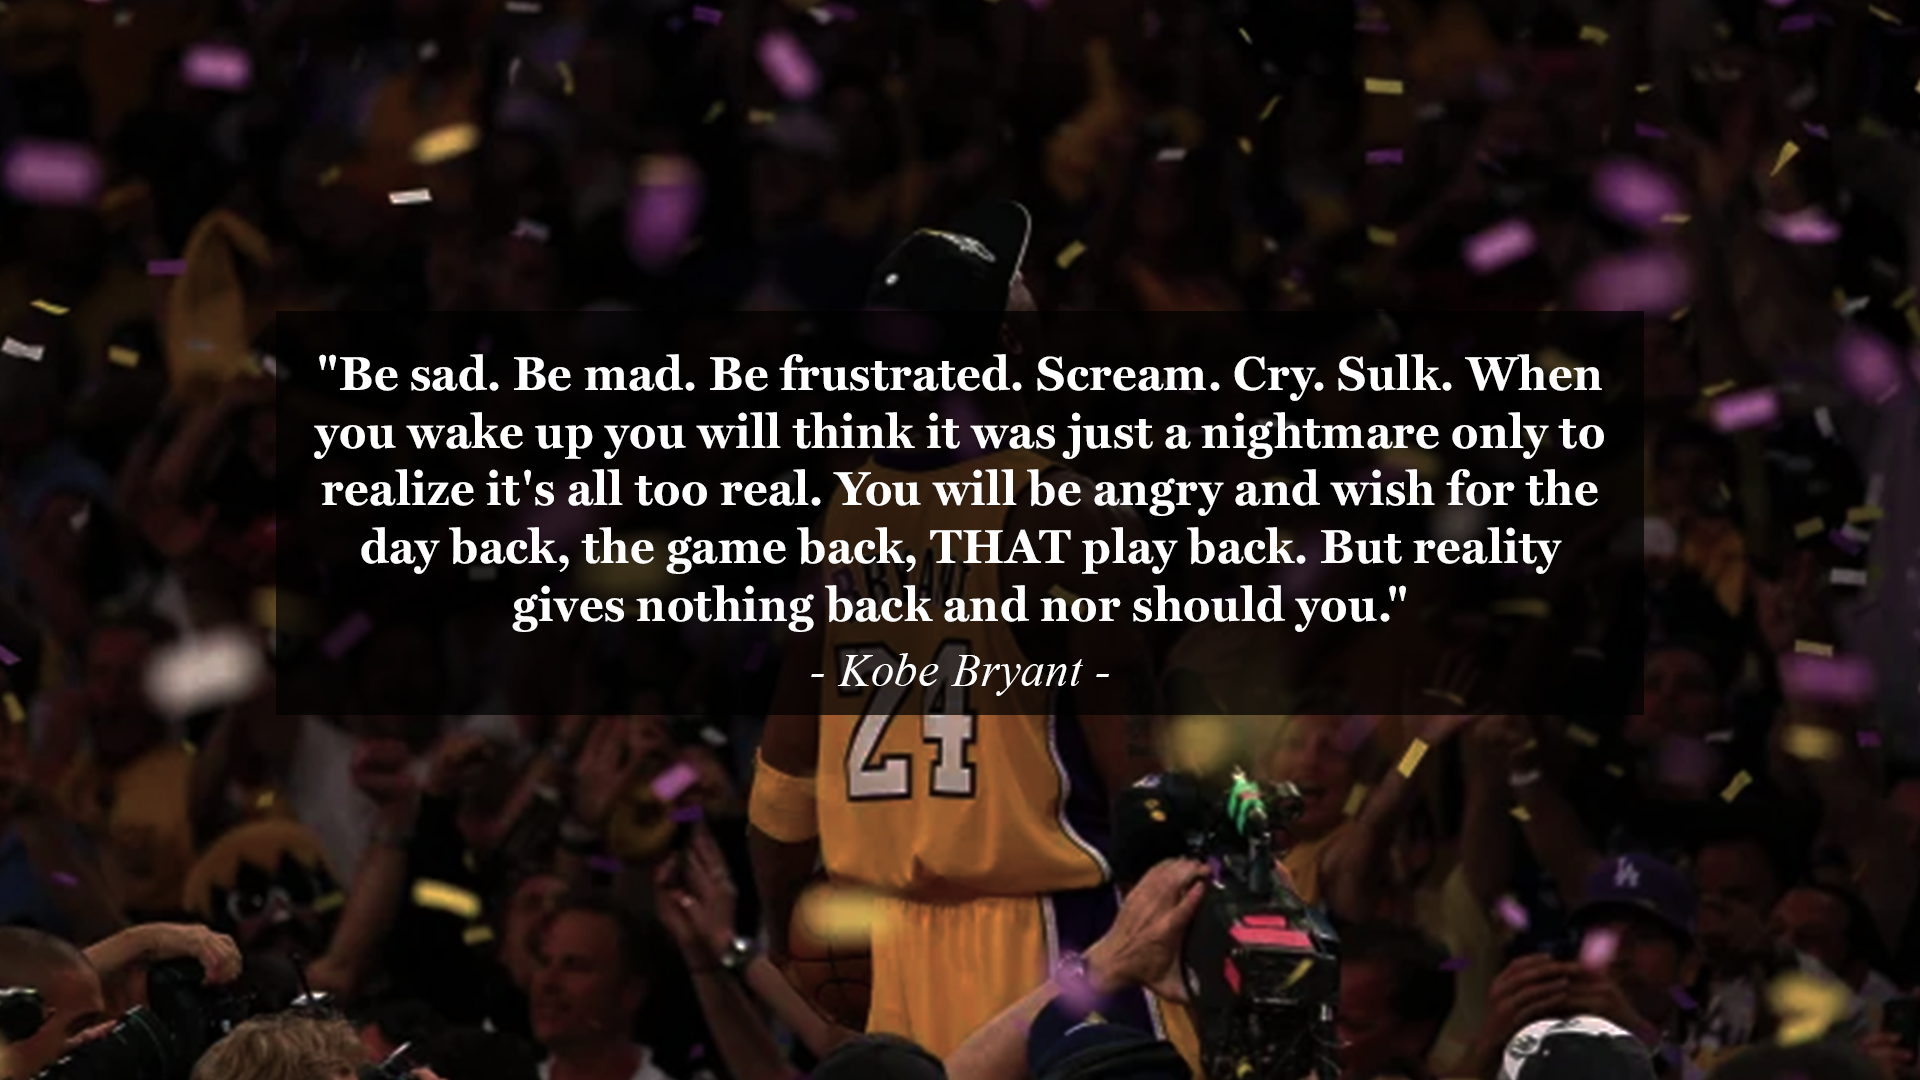 "Be sad. Be mad. Be frustrated. Scream. Cry. Sulk. When
you wake up you will think it was just a nightmare only to
realize it's all too real. You will be angry and wish for the
day back, the game back, THAT play back. But reality
gives nothing back and nor should you."
- Kobe Bryant -
BRYANT
24
LA